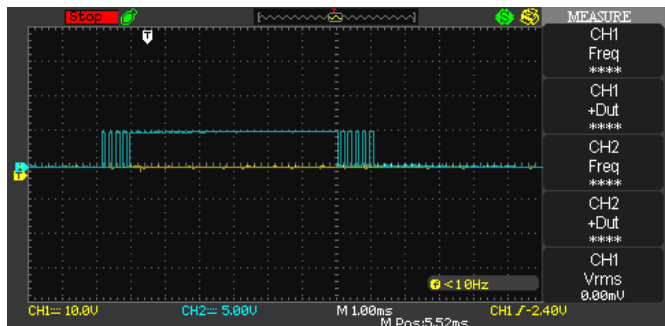 Stop
T
MEASURE
CH1
Freq
****
CH1
+Dut
****
CH2
Freq
****
CH2
+Dut
****
CH1
Vrms
0.00mV
T
<10Hz
CH1 10.0V CH2 5.00V M 1.00ms CH1 -2.40V
M Pos:5.52ms